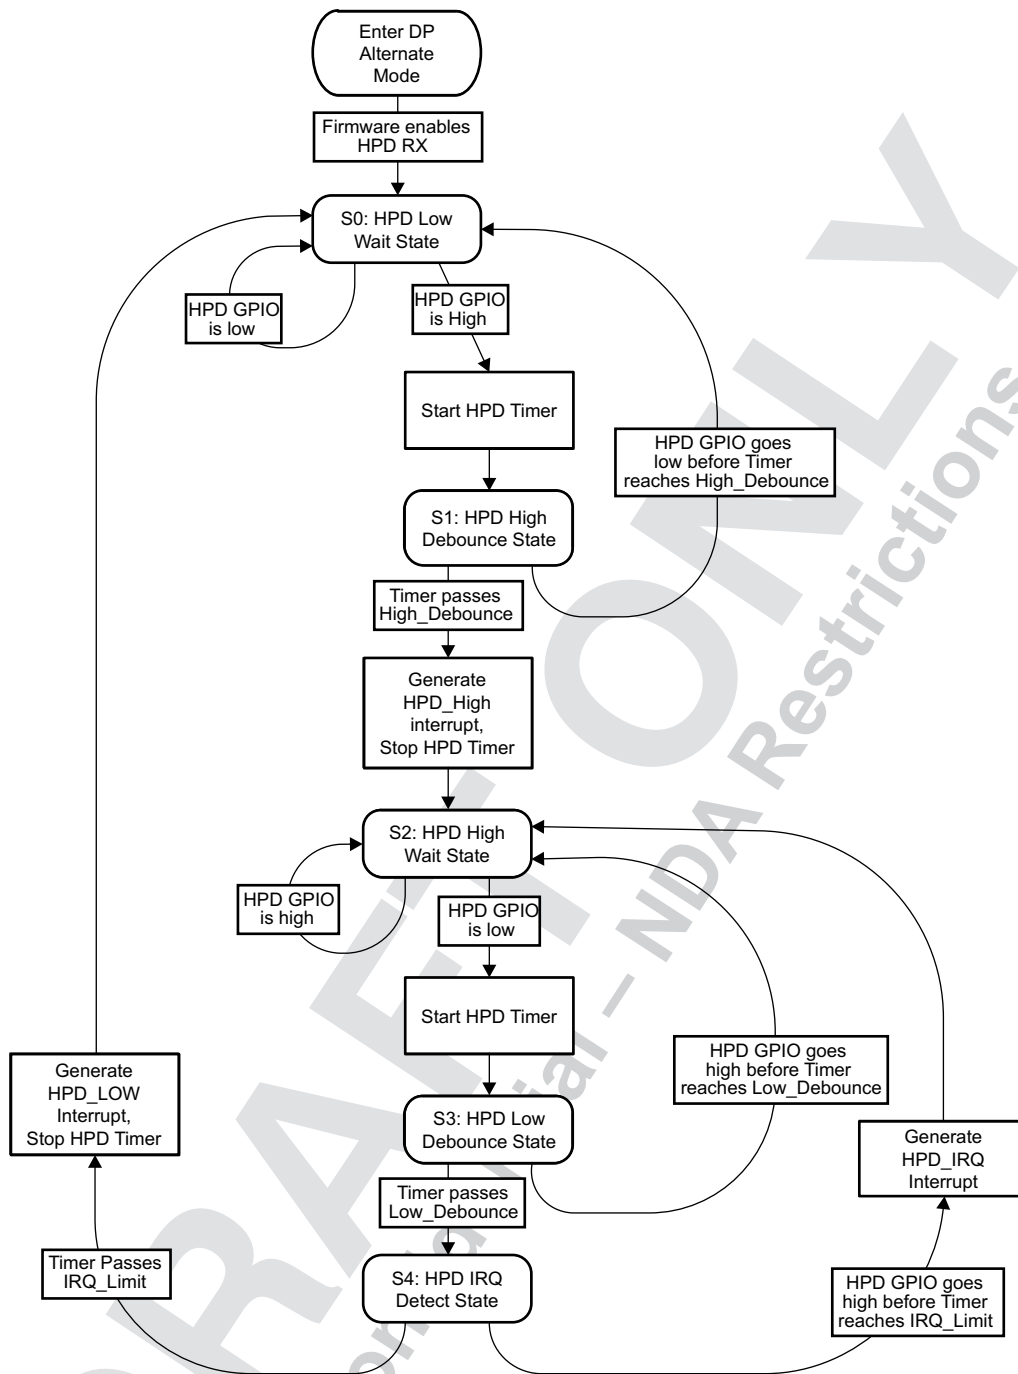 Enter DP
Alternate
Mode
Firmware enables
HPD RX
S0: HPD Low
Wait State
HPD GPIO
is low
HPD GPIO
is High
Start HPD Timer
HPD GPIO goes
low before Timer
reaches High_Debounce
S1: HPD High
Debounce State
Timer passes
High_Debounce
Generate
HPD_High
interrupt,
Stop HPD Timer
S2: HPD High
Wait State
HPD GPIO
is high
HPD GPIO
is low
Start HPD Timer
HPD GPIO goes
high before Timer
reaches Low_Debounce
Generate
HPD_LOW
Interrupt,
Stop HPD Timer
S3: HPD Low
Debounce State
Generate
HPD_IRQ
Interrupt
Timer passes
Low_Debounce
Timer Passes
IRQ_Limit
S4: HPD IRQ
Detect State
HPD GPIO goes
high before Timer
reaches IRQ_Limit
DRAFT ONLY
– NDA Restrictions